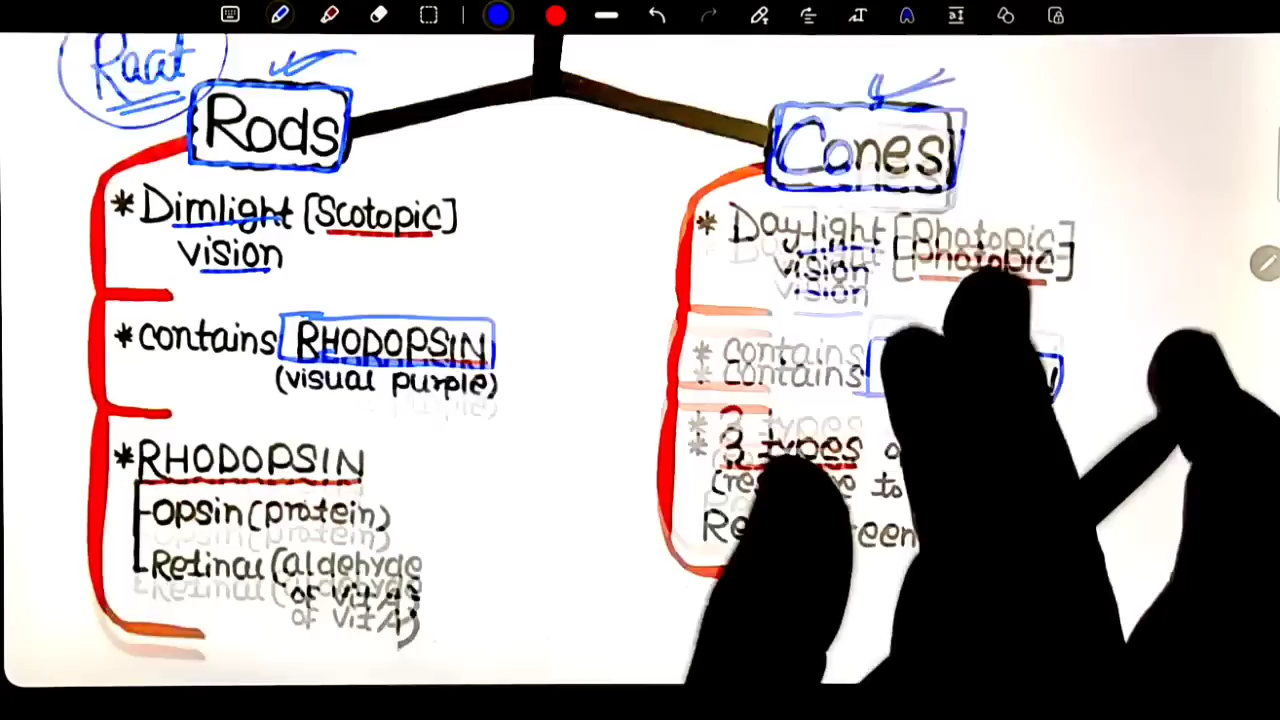 Raat
Rods
* Dimlight [Scotopic]
vision
* contains RHODOPSIN
(visual purple)
* RHODOPSIN
Opsin (protein)
Retinal (aldehyde
of Vit A)
Cones
* Daylight [Photopic]
vision
* contains
* 3 types
to